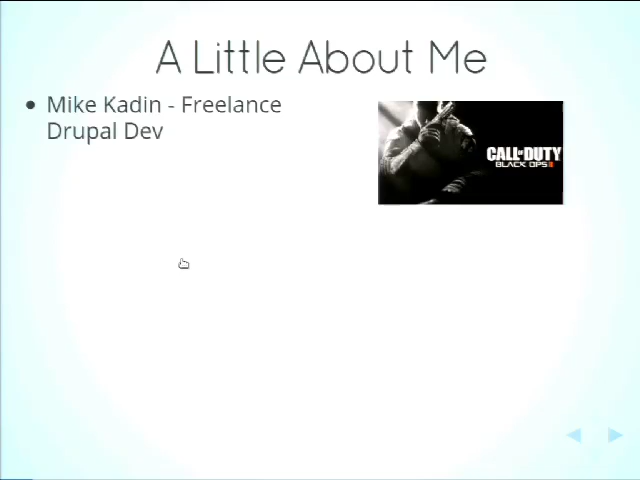 A Little About Me
Mike Kadin - Freelance
Drupal Dev
CALL OF DUTY
BLACK OPS II